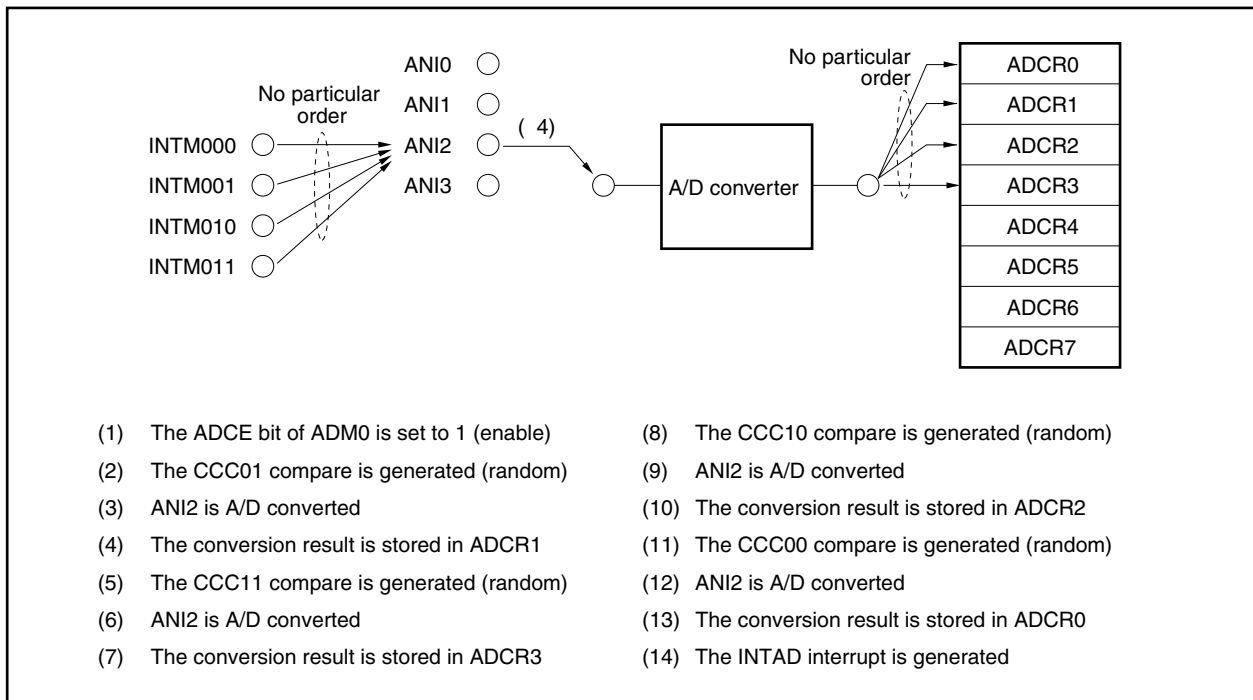 No particular
order
INTM000
INTM001
INTM010
INTM011
ANI0
ANI1
ANI2
ANI3
( 4)
A/D converter
No particular
order
ADCR0
ADCR1
ADCR2
ADCR3
ADCR4
ADCR5
ADCR6
ADCR7
(1) The ADCE bit of ADM0 is set to 1 (enable)
(2) The CCC01 compare is generated (random)
(3) ANI2 is A/D converted
(4) The conversion result is stored in ADCR1
(5) The CCC11 compare is generated (random)
(6) ANI2 is A/D converted
(7) The conversion result is stored in ADCR3
(8) The CCC10 compare is generated (random)
(9) ANI2 is A/D converted
(10) The conversion result is stored in ADCR2
(11) The CCC00 compare is generated (random)
(12) ANI2 is A/D converted
(13) The conversion result is stored in ADCR0
(14) The INTAD interrupt is generated